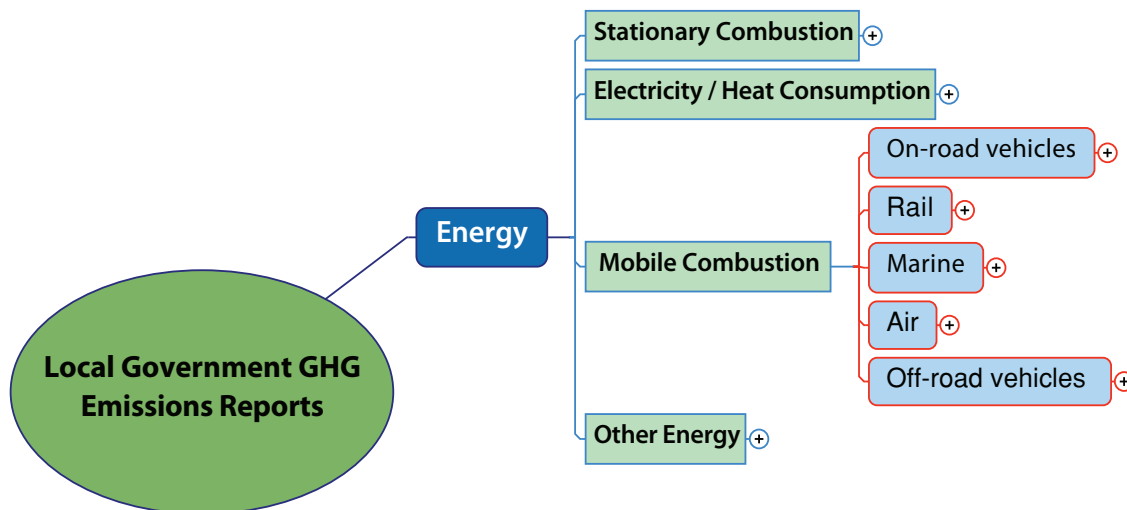 Stationary Combustion
Electricity / Heat Consumption
On-road vehicles
Rail
Energy
Mobile Combustion
Marine
Air
Local Government GHG
Emissions Reports
Off-road vehicles
Other Energy